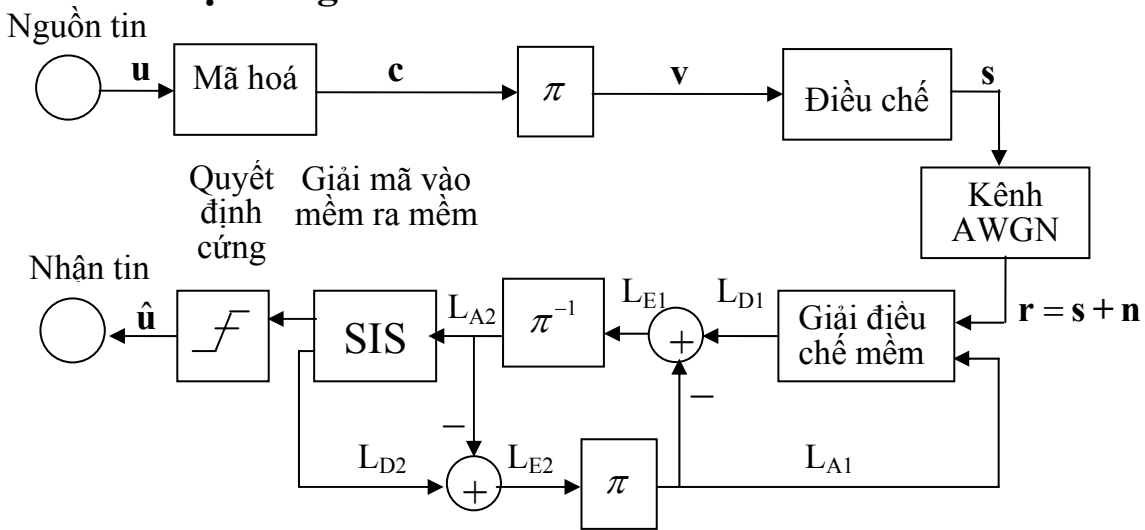 Nguồn tin
u
Mã hoá
c
π
v
Điều chế
s
Quyết
định
cứng
Giải mã vào
mềm ra mềm
Kênh
AWGN
Nhận tin
û
SIS
L_A2
π⁻¹
L_E1
+
L_D1
Giải điều
chế mềm
r = s + n
−
−
L_D2
+
L_E2
π
L_A1